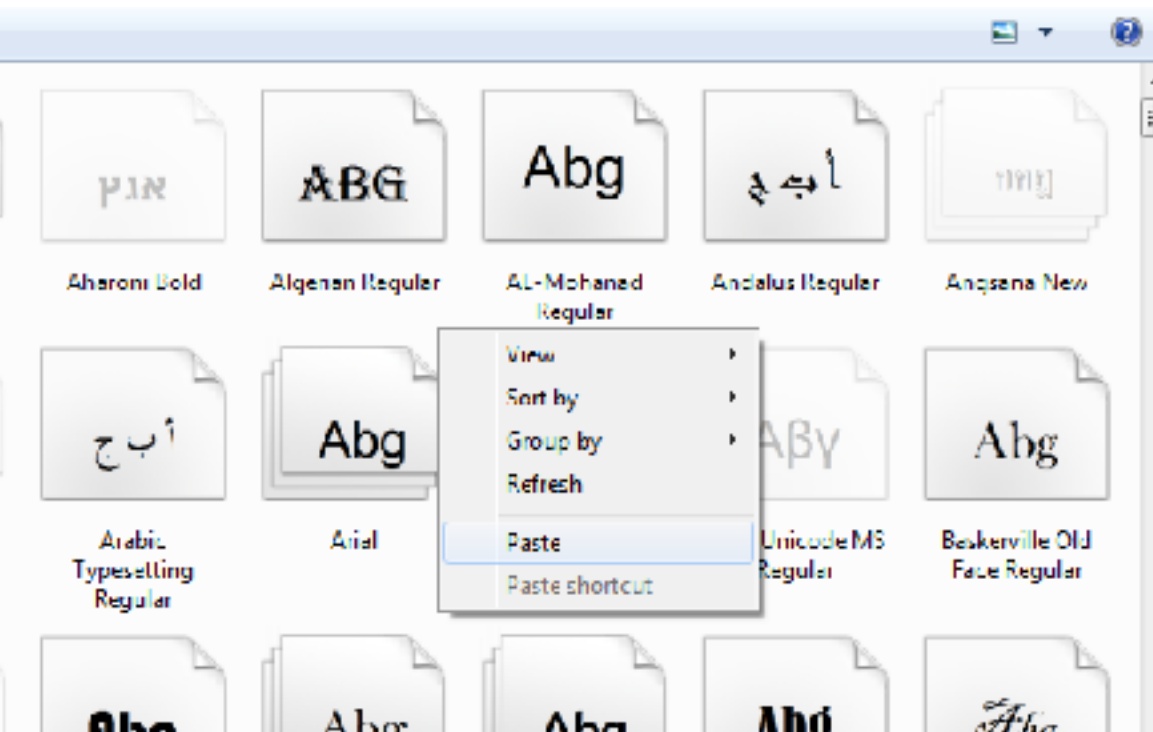 אבץ
ABG
Abg
أ ب ج
Aharoni Bold
Algerian Regular
AL-Mohanad
Regular
Andalus Regular
Angsana New
أ ب ج
Abg
Aβγ
Abg
View
Sort by
Group by
Refresh
Paste
Paste shortcut
Arabic
Typesetting
Regular
Arial
Unicode MS
Regular
Baskerville Old
Face Regular
Abg
Abg
Abg
Abg